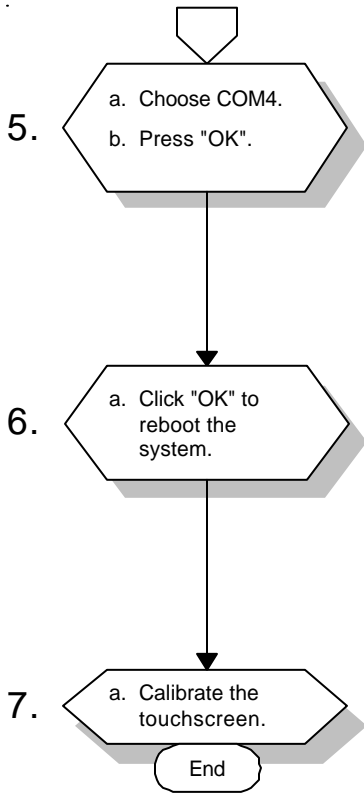 5.
a. Choose COM4.
b. Press "OK".
6.
a. Click "OK" to
reboot the
system.
7.
a. Calibrate the
touchscreen.
End